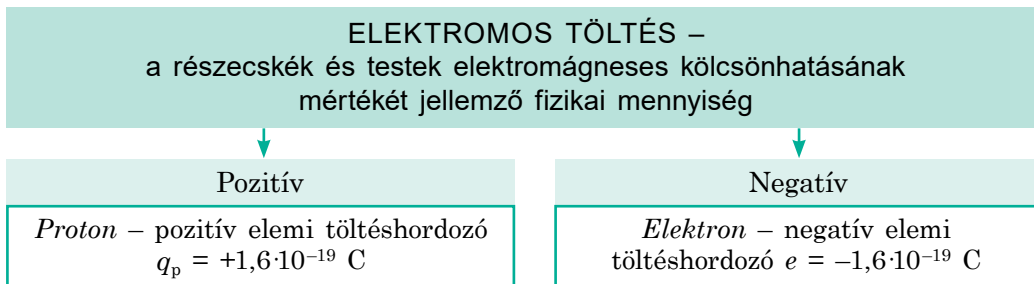 ELEKTROMOS TÖLTÉS –
a részecskék és testek elektromágneses kölcsönhatásának
mértékét jellemző fizikai mennyiség
Pozitív
Proton – pozitív elemi töltéshordozó
qₚ = +1,6·10⁻¹⁹ C
Negatív
Elektron – negatív elemi
töltéshordozó e = –1,6·10⁻¹⁹ C